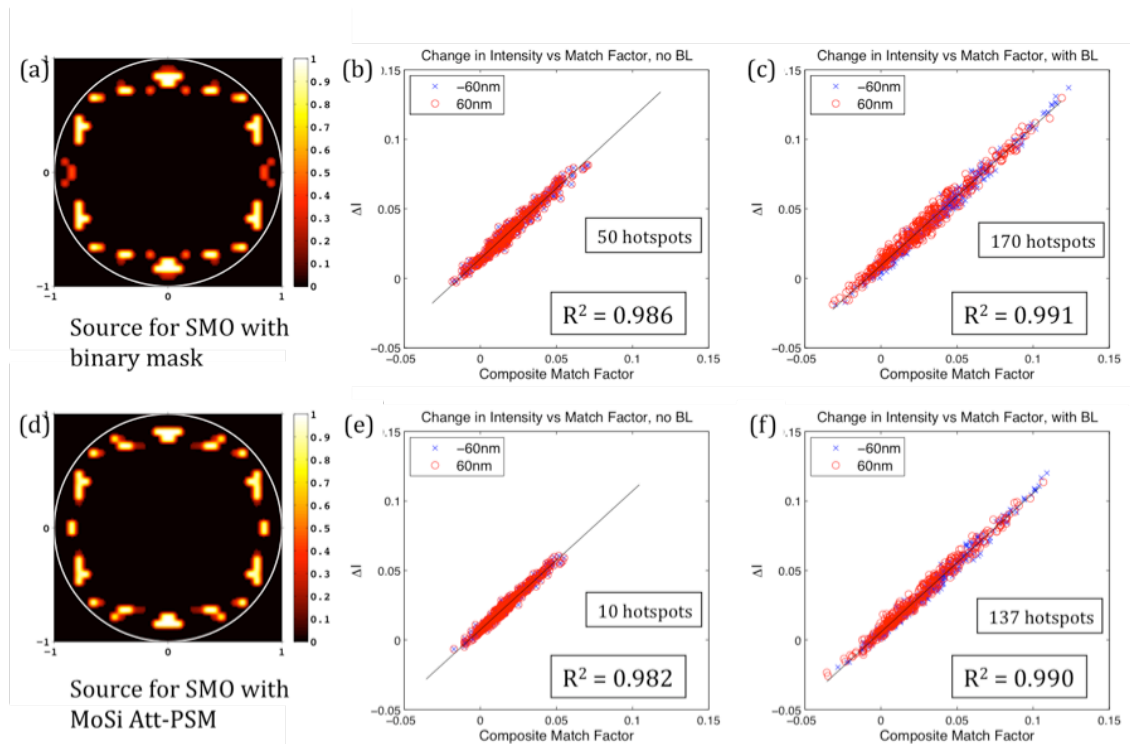 (a)
1
0
−1
−1
0
1
1
0.9
0.8
0.7
0.6
0.5
0.4
0.3
0.2
0.1
0
Source for SMO with
binary mask
(b)
Change in Intensity vs Match Factor, no BL
0.15
0.1
0.05
0
−0.05
ΔI
−60nm
60nm
50 hotspots
R² = 0.986
−0.05
0
0.05
0.1
0.15
Composite Match Factor
(c)
Change in Intensity vs Match Factor, with BL
0.15
0.1
0.05
0
−0.05
ΔI
−60nm
60nm
170 hotspots
R² = 0.991
−0.05
0
0.05
0.1
0.15
Composite Match Factor
(d)
1
0
−1
−1
0
1
1
0.9
0.8
0.7
0.6
0.5
0.4
0.3
0.2
0.1
0
Source for SMO with
MoSi Att-PSM
(e)
Change in Intensity vs Match Factor, no BL
0.15
0.1
0.05
0
−0.05
ΔI
−60nm
60nm
10 hotspots
R² = 0.982
−0.05
0
0.05
0.1
0.15
Composite Match Factor
(f)
Change in Intensity vs Match Factor, with BL
0.15
0.1
0.05
0
−0.05
ΔI
−60nm
60nm
137 hotspots
R² = 0.990
−0.05
0
0.05
0.1
0.15
Composite Match Factor